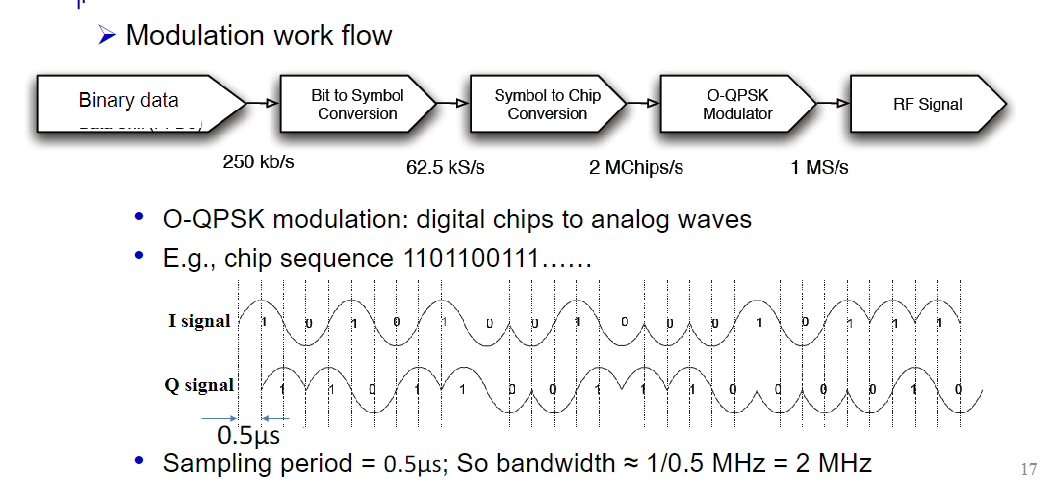 ➢ Modulation work flow
Binary data
Bit to Symbol
Conversion
Symbol to Chip
Conversion
O-QPSK
Modulator
RF Signal
250 kb/s
62.5 kS/s
2 MChips/s
1 MS/s
• O-QPSK modulation: digital chips to analog waves
• E.g., chip sequence 1101100111……
I signal 1 0 1 0 1 0 0 1 0 0 0 1 0 1 1 1
Q signal 1 1 0 1 1 0 0 1 1 1 0 0 0 0 1 0
0.5μs
• Sampling period = 0.5μs; So bandwidth ≈ 1/0.5 MHz = 2 MHz
17